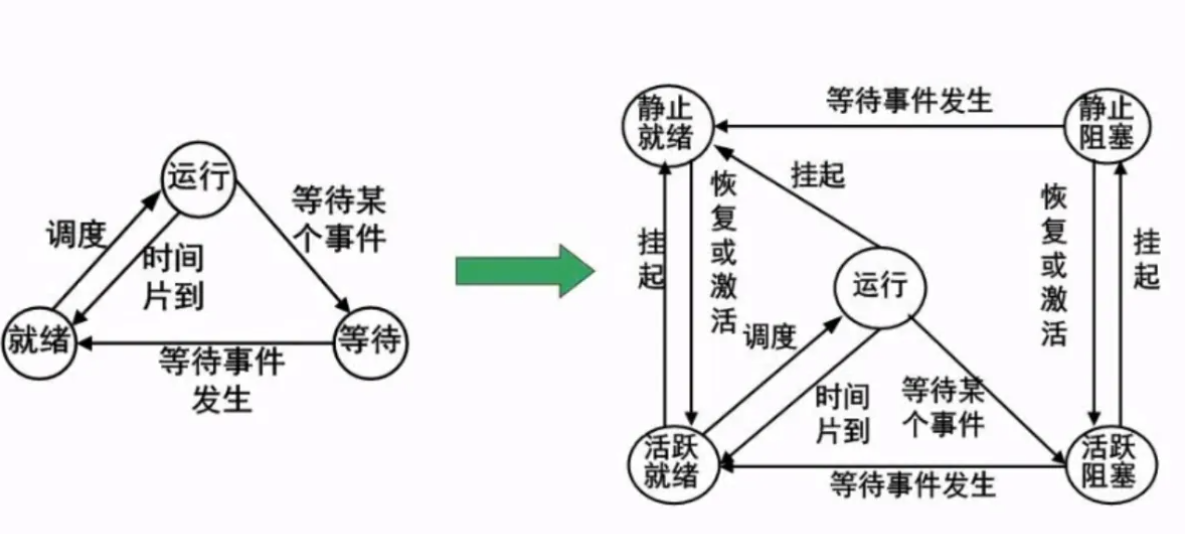 运行
调度
等待某
个事件
时间
片到
就绪
等待
等待事件
发生
静止
就绪
等待事件发生
静止
阻塞
挂起
恢
复
或
激
活
挂
起
运行
恢
复
或
激
活
挂
起
调度
时间
片到
等待某
个事件
活跃
就绪
等待事件发生
活跃
阻塞